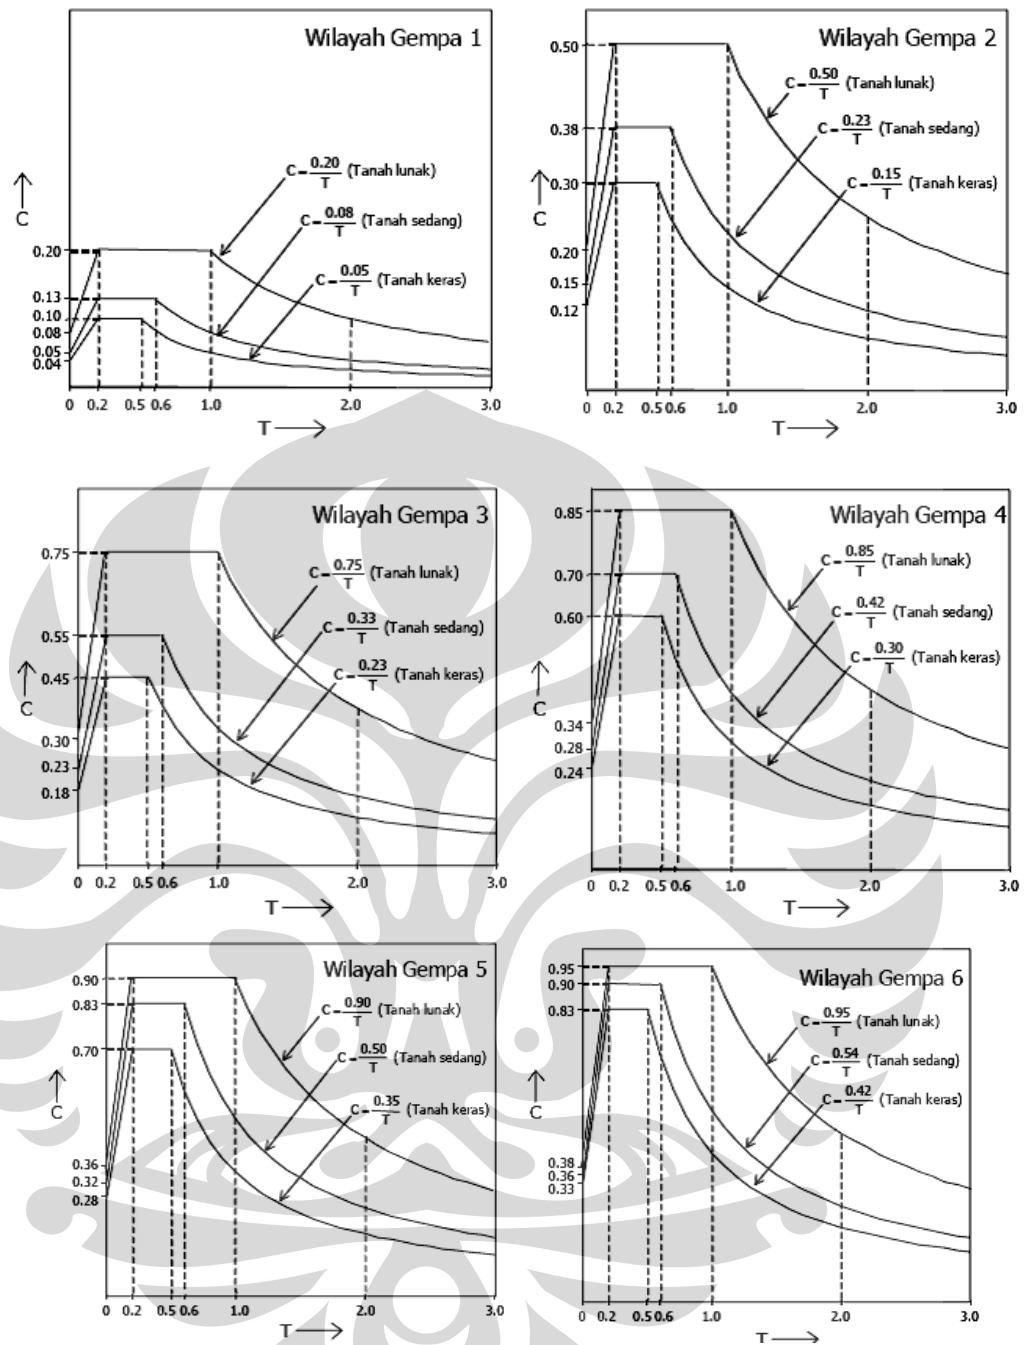 Wilayah Gempa 1
C = 0.20/T (Tanah lunak)
C = 0.08/T (Tanah sedang)
C = 0.05/T (Tanah keras)
C
0.20
0.13
0.10
0.08
0.05
0.04
0 0.2 0.5 0.6 1.0 2.0 3.0
T
Wilayah Gempa 2
C = 0.50/T (Tanah lunak)
C = 0.23/T (Tanah sedang)
C = 0.15/T (Tanah keras)
C
0.50
0.38
0.30
0.20
0.15
0.12
0 0.2 0.5 0.6 1.0 2.0 3.0
T
Wilayah Gempa 3
C = 0.75/T (Tanah lunak)
C = 0.33/T (Tanah sedang)
C = 0.23/T (Tanah keras)
C
0.75
0.55
0.45
0.30
0.23
0.18
0 0.2 0.5 0.6 1.0 2.0 3.0
T
Wilayah Gempa 4
C = 0.85/T (Tanah lunak)
C = 0.42/T (Tanah sedang)
C = 0.30/T (Tanah keras)
C
0.85
0.70
0.60
0.34
0.28
0.24
0 0.2 0.5 0.6 1.0 2.0 3.0
T
Wilayah Gempa 5
C = 0.90/T (Tanah lunak)
C = 0.50/T (Tanah sedang)
C = 0.35/T (Tanah keras)
C
0.90
0.83
0.70
0.36
0.32
0.28
0 0.2 0.5 0.6 1.0 2.0 3.0
T
Wilayah Gempa 6
C = 0.95/T (Tanah lunak)
C = 0.54/T (Tanah sedang)
C = 0.42/T (Tanah keras)
C
0.95
0.90
0.83
0.38
0.36
0.33
0 0.2 0.5 0.6 1.0 2.0 3.0
T